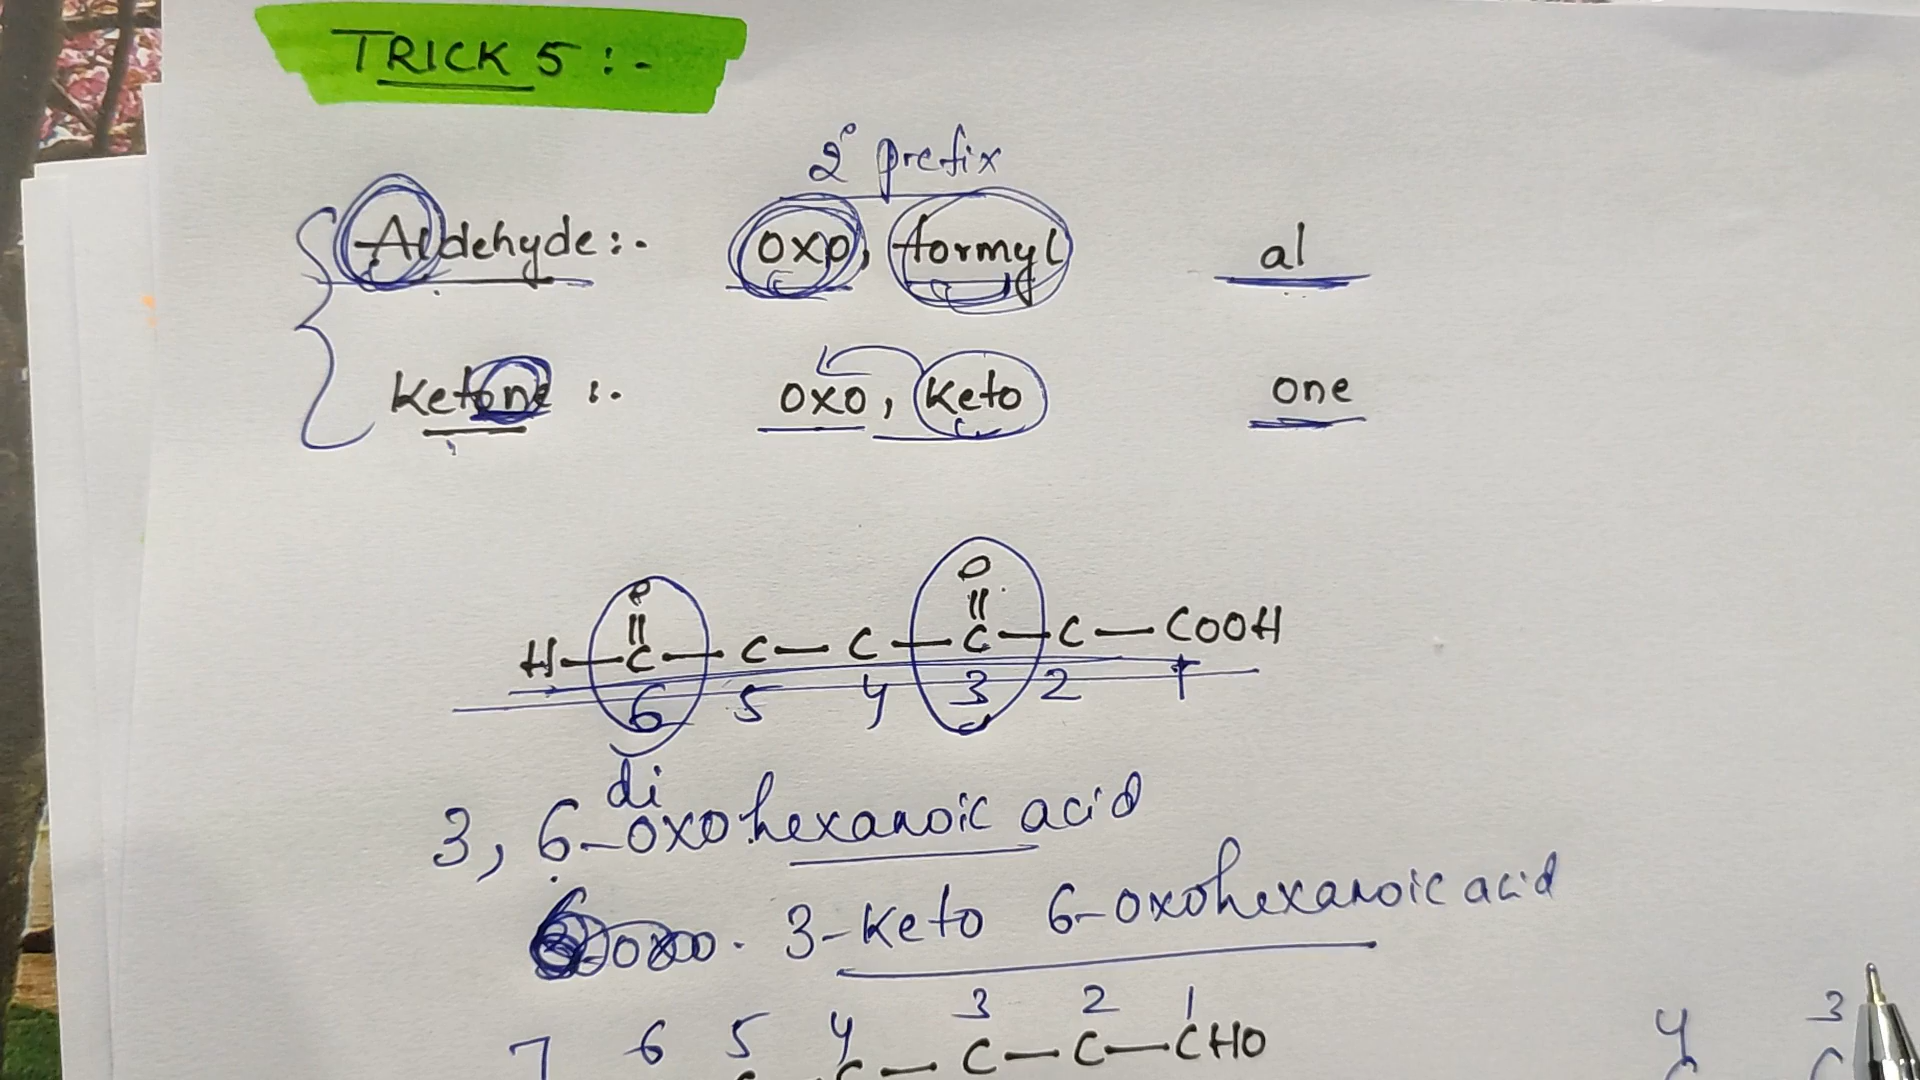 TRICK 5 :-
2° prefix
Aldehyde :- oxo, formyl al
Ketone :- oxo, keto one
O O
|| ||
H—C—C—C—C—C—COOH
6 5 4 3 2 1
di
3, 6-oxohexanoic acid
3-keto 6-oxohexanoic acid
7 6 5 4 3 2 1 4 3
C—C—C—CHO